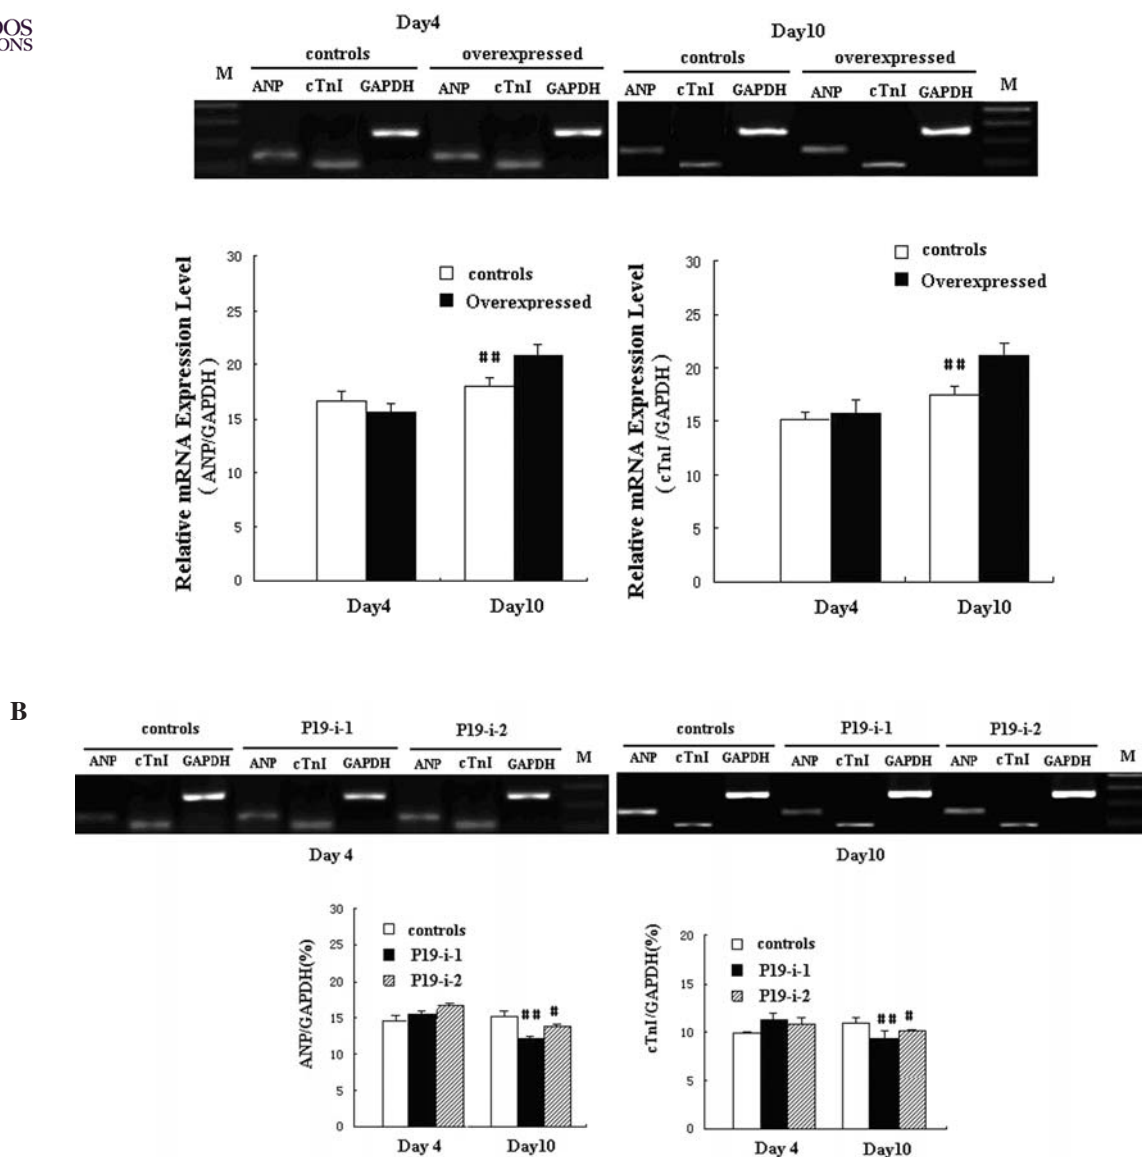 DOS
IONS
Day4
Day10
controls
overexpressed
controls
overexpressed
M
ANP
cTnI
GAPDH
ANP
cTnI
GAPDH
ANP
cTnI
GAPDH
ANP
cTnI
GAPDH
M
Relative mRNA Expression Level
( ANP/GAPDH )
30
25
20
15
10
5
0
controls
Overexpressed
##
Day4
Day10
Relative mRNA Expression Level
( cTnI /GAPDH )
30
25
20
15
10
5
0
controls
Overexpressed
##
Day4
Day10
B
controls
P19-i-1
P19-i-2
controls
P19-i-1
P19-i-2
ANP
cTnI
GAPDH
ANP
cTnI
GAPDH
ANP
cTnI
GAPDH
M
ANP
cTnI
GAPDH
ANP
cTnI
GAPDH
ANP
cTnI
GAPDH
M
Day 4
Day10
ANP/GAPDH(%)
30
25
20
15
10
5
0
controls
P19-i-1
P19-i-2
##
#
Day 4
Day10
cTnI/GAPDH(%)
20
15
10
5
0
controls
P19-i-1
P19-i-2
##
#
Day 4
Day10